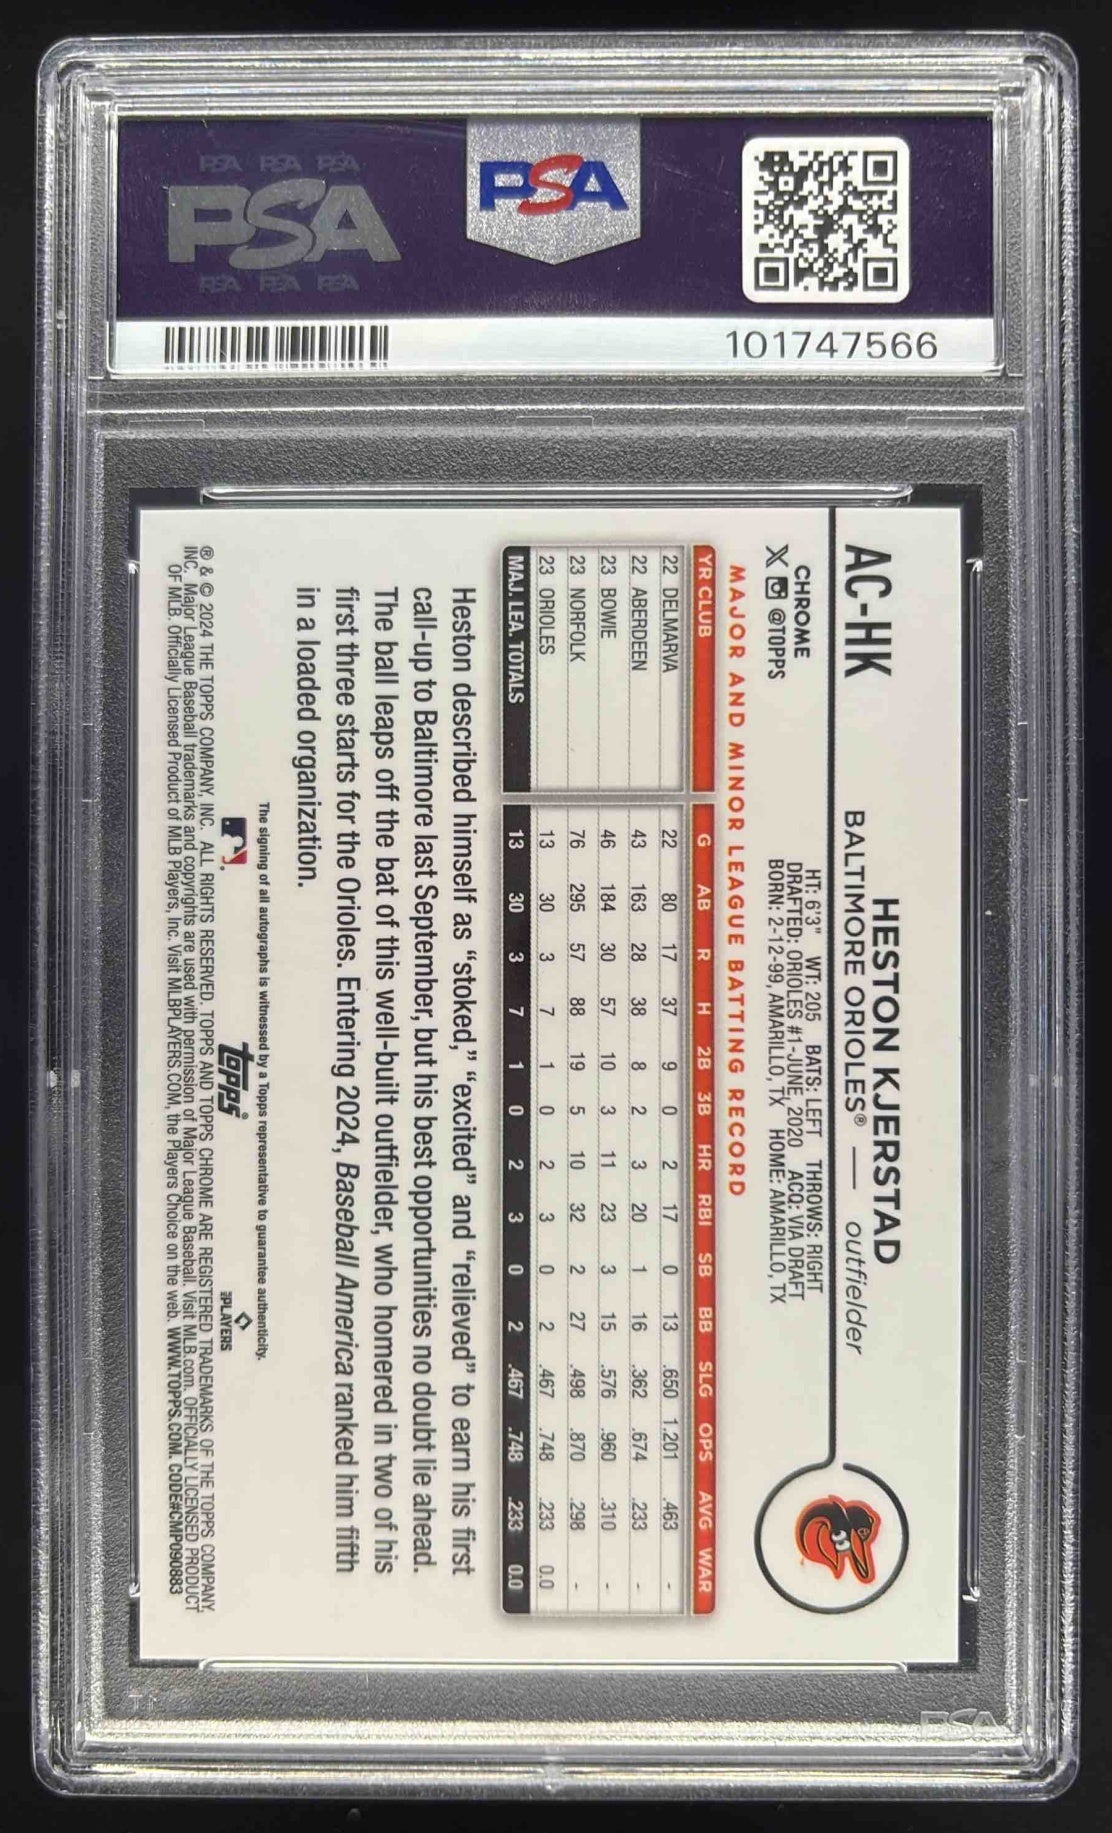 PSA PSA PSA
PSA
PSA PSA PSA
PSA
101747566
AC-HK
HESTON KJERSTAD
BALTIMORE ORIOLES® — outfielder
CHROME
X @TOPPS
HT: 6'3" WT: 205 BATS: LEFT THROWS: RIGHT
DRAFTED: ORIOLES #1-JUNE, 2020 ACQ: VIA DRAFT
BORN: 2-12-99, AMARILLO, TX HOME: AMARILLO, TX
MAJOR AND MINOR LEAGUE BATTING RECORD
YR CLUB G AB R H 2B 3B HR RBI SB BB SLG OPS AVG WAR
22 DELMARVA 22 80 17 37 9 0 2 17 0 13 .650 1.201 .463 -
22 ABERDEEN 43 163 28 38 8 2 3 20 1 16 .362 .674 .233 -
23 BOWIE 46 184 30 57 10 3 11 23 3 15 .576 .960 .310 -
23 NORFOLK 76 295 57 88 19 5 10 32 2 27 .498 .870 .298 -
23 ORIOLES 13 30 3 7 1 0 2 3 0 2 .467 .748 .233 0.0
MAJ. LEA. TOTALS 13 30 3 7 1 0 2 3 0 2 .467 .748 .233 0.0
Heston described himself as “stoked,” “excited” and “relieved” to earn his first
call-up to Baltimore last September, but his best opportunities no doubt lie ahead.
The ball leaps off the bat of this well-built outfielder, who homered in two of his
first three starts for the Orioles. Entering 2024, Baseball America ranked him fifth
in a loaded organization.
The signing of all autographs is witnessed by a Topps representative to guarantee authenticity.
topps®
PLAYERS
® & © 2024 THE TOPPS COMPANY, INC. ALL RIGHTS RESERVED. TOPPS AND TOPPS CHROME ARE REGISTERED TRADEMARKS OF THE TOPPS COMPANY,
INC. Major League Baseball trademarks and copyrights are used with permission of Major League Baseball. Visit MLB.com. OFFICIALLY LICENSED PRODUCT
OF MLB. Officially Licensed Product of MLB Players, Inc. Visit MLBPLAYERS.COM, the Players Choice on the web. WWW.TOPPS.COM. CODE#CMP090883
PSA